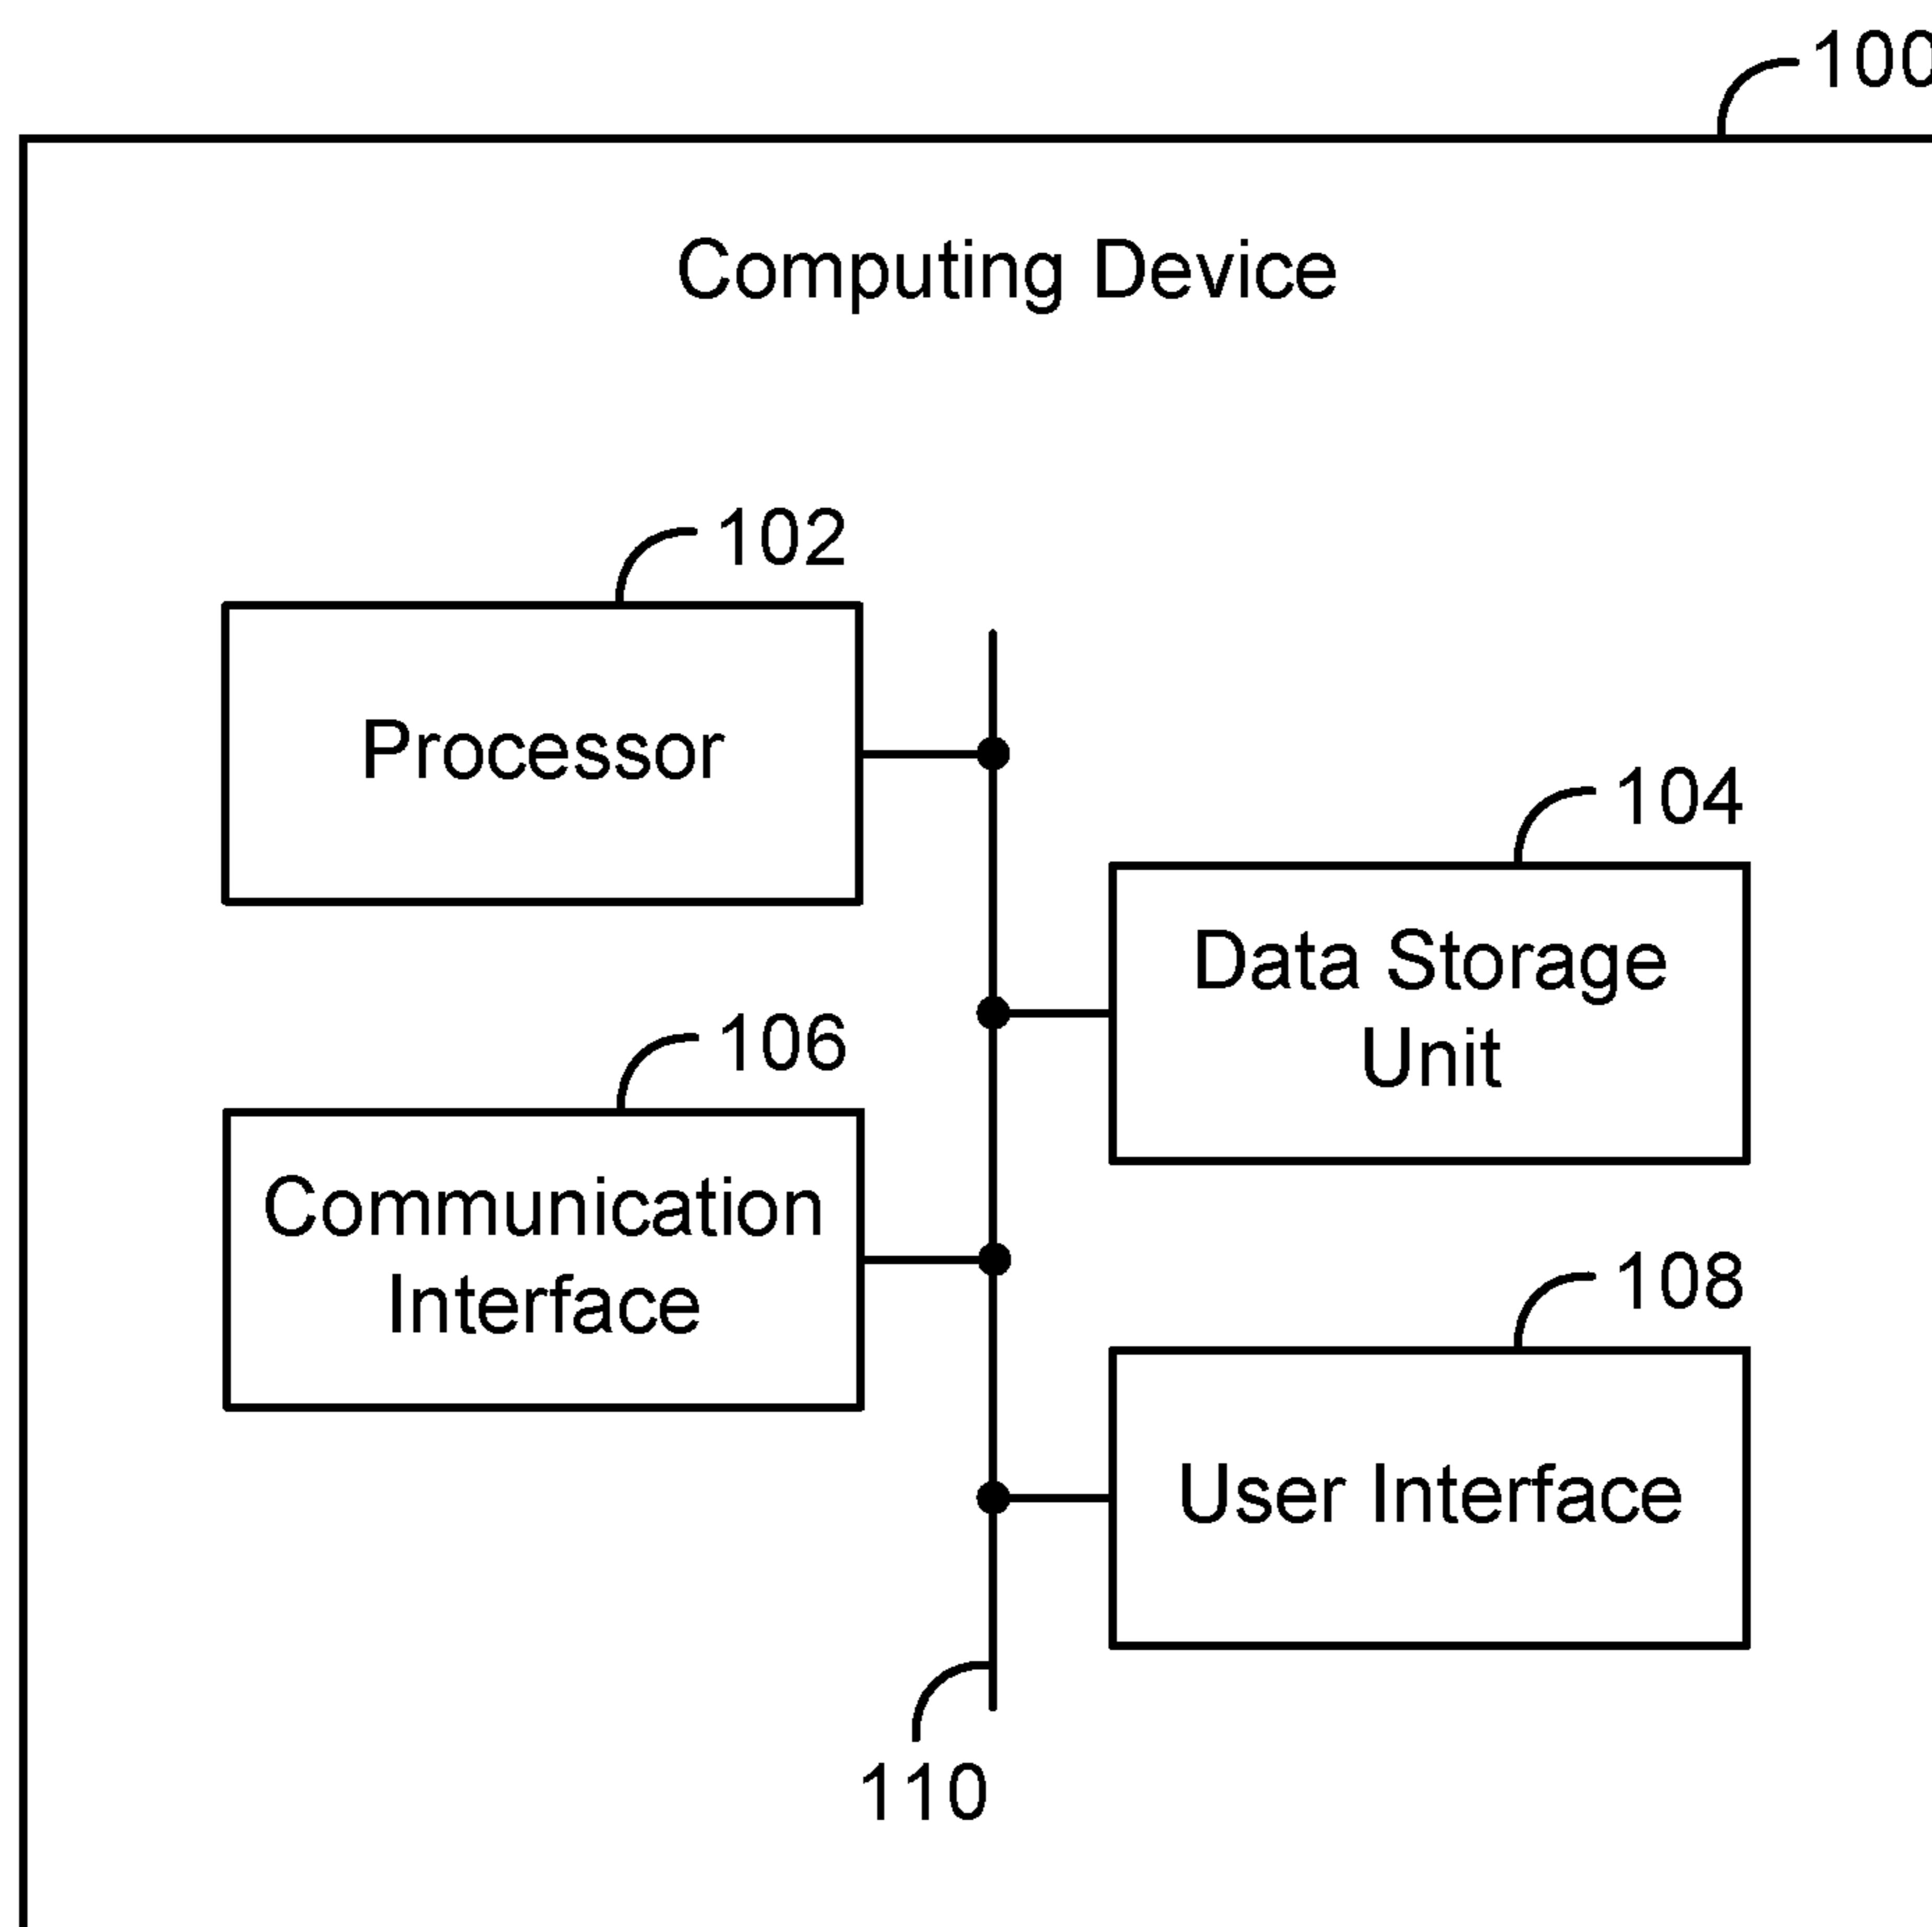 100
Computing Device
102
Processor
104
Data Storage
Unit
106
Communication
Interface
108
User Interface
110